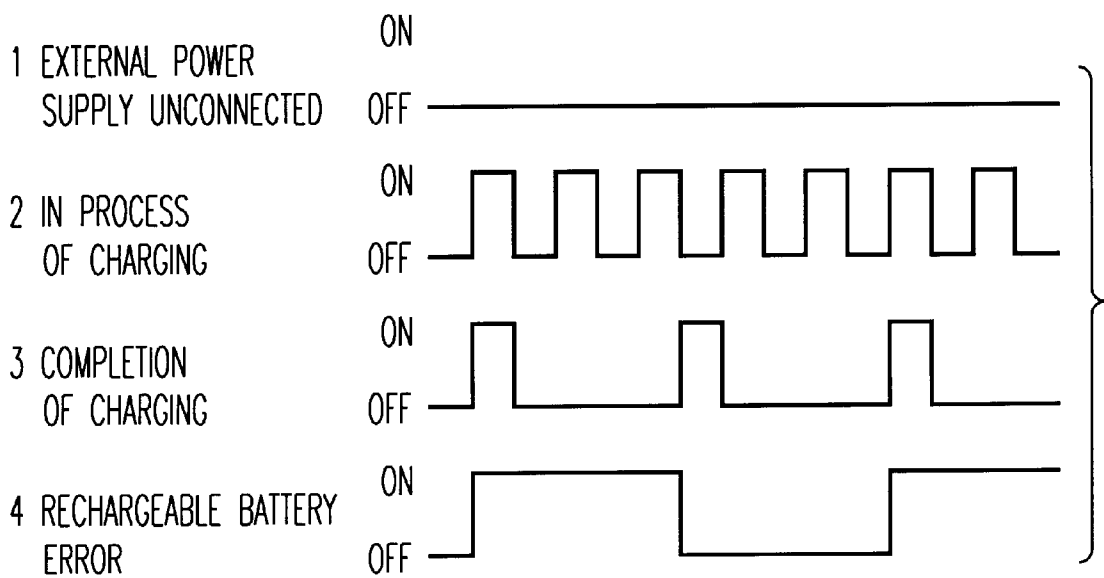 ON
1 EXTERNAL POWER
SUPPLY UNCONNECTED
OFF
ON
2 IN PROCESS
OF CHARGING
OFF
ON
3 COMPLETION
OF CHARGING
OFF
ON
4 RECHARGEABLE BATTERY
ERROR
OFF